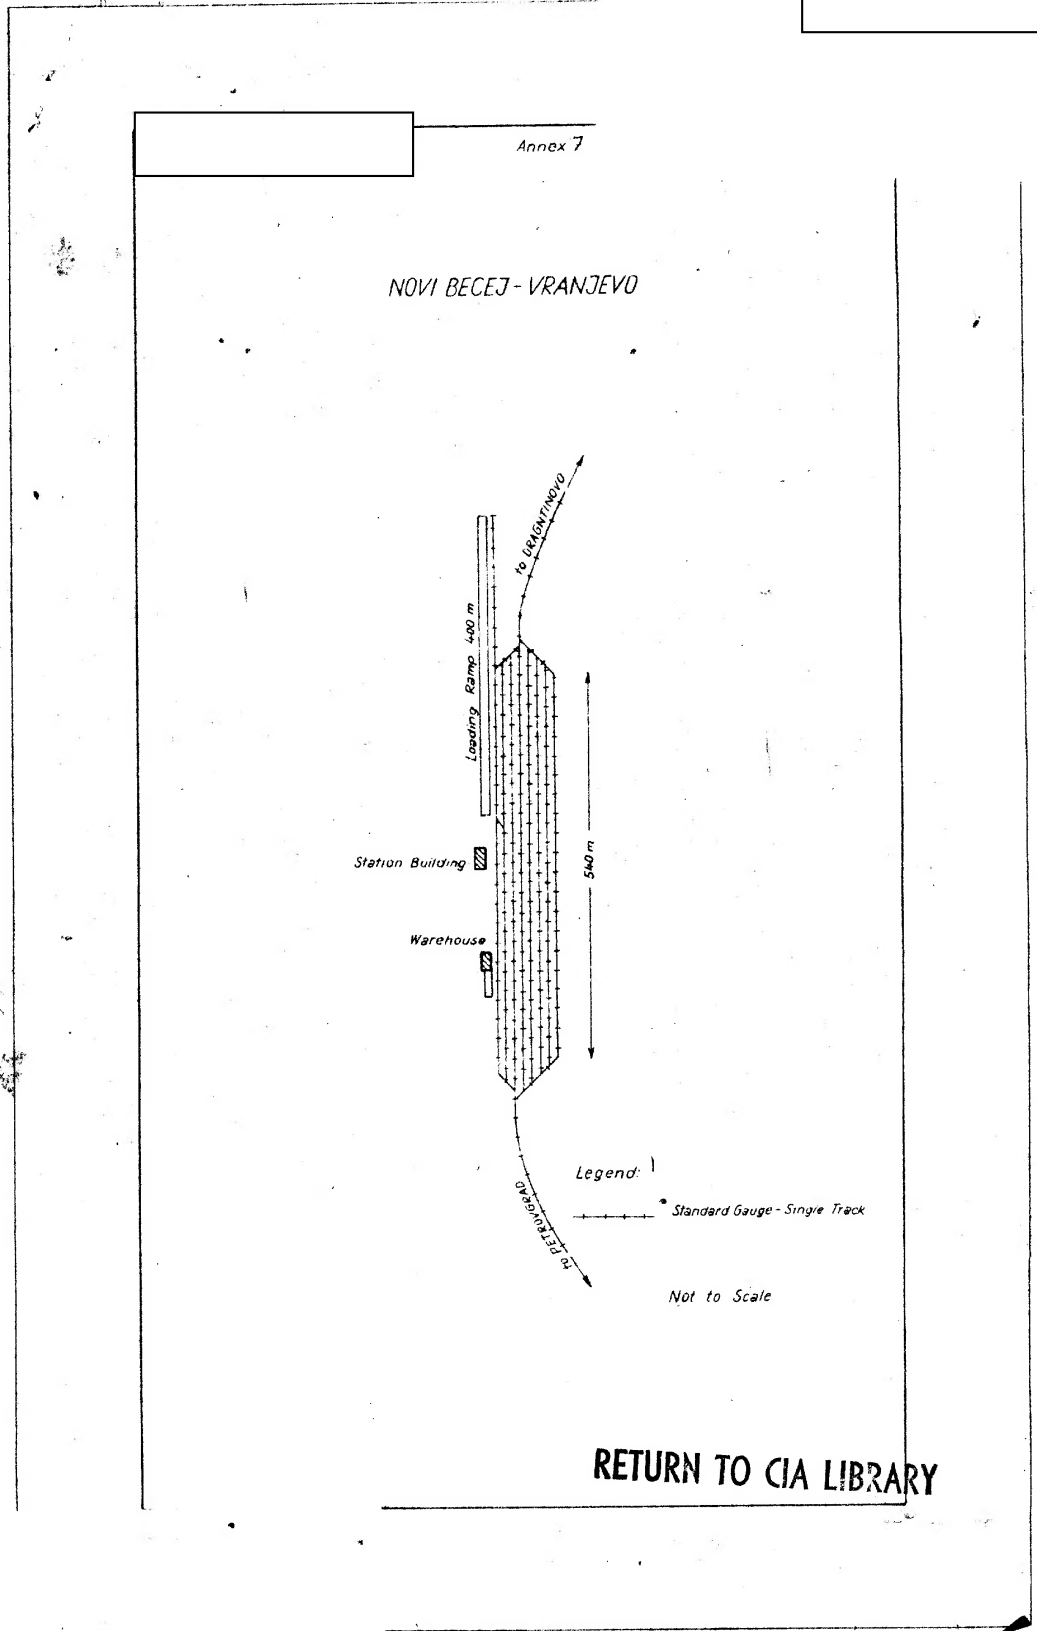 Annex 7
NOVI BECEJ - VRANJEVO
to DRAGNTINOVO
Loading Ramp 400 m
540 m
Station Building
Warehouse
to PETROVGRAD
Legend:
Standard Gauge - Single Track
Not to Scale
RETURN TO CIA LIBRARY